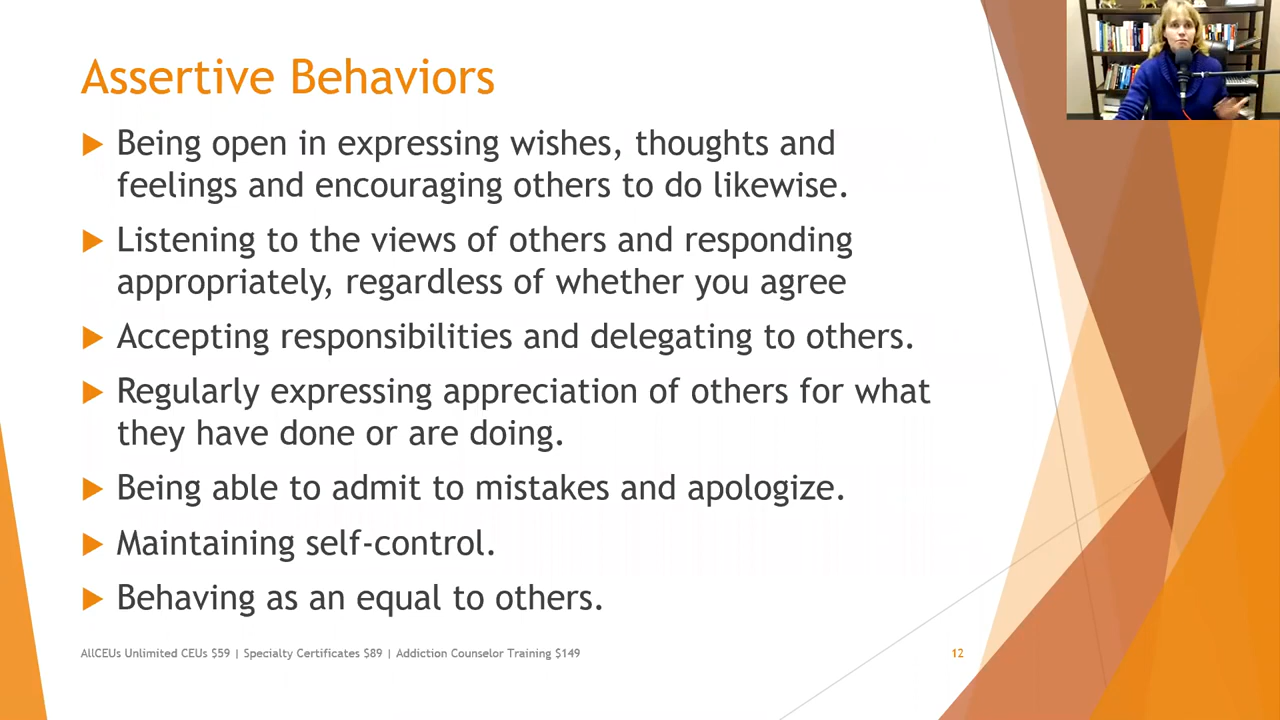 Assertive Behaviors
Being open in expressing wishes, thoughts and
feelings and encouraging others to do likewise.
Listening to the views of others and responding
appropriately, regardless of whether you agree
Accepting responsibilities and delegating to others.
Regularly expressing appreciation of others for what
they have done or are doing.
Being able to admit to mistakes and apologize.
Maintaining self-control.
Behaving as an equal to others.
AllCEUs Unlimited CEUs $59 | Specialty Certificates $89 | Addiction Counselor Training $149
12